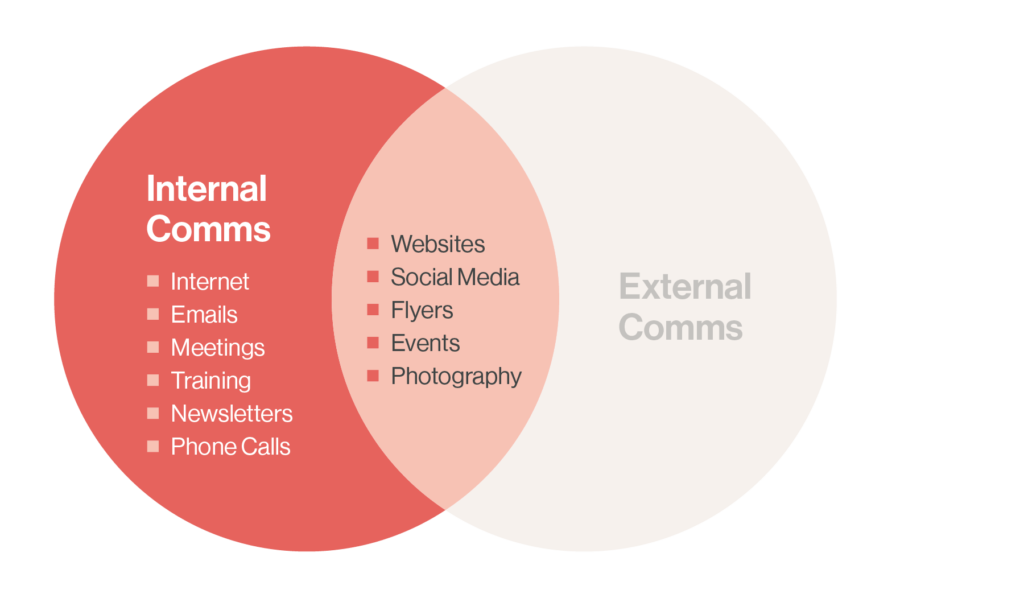 Internal
Comms
Internet
Emails
Meetings
Training
Newsletters
Phone Calls
Websites
Social Media
Flyers
Events
Photography
External
Comms